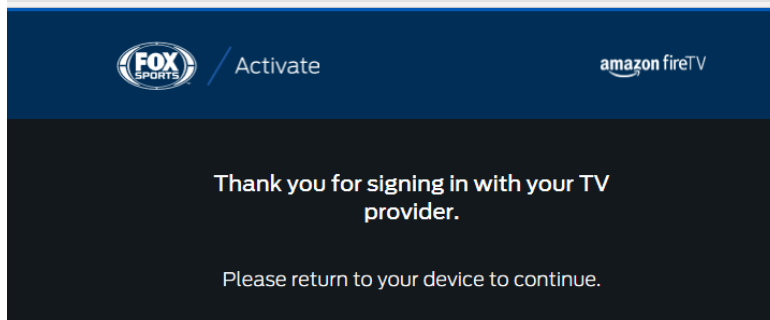 FOX
SPORTS
Activate
amazon fireTV
Thank you for signing in with your TV
provider.
Please return to your device to continue.